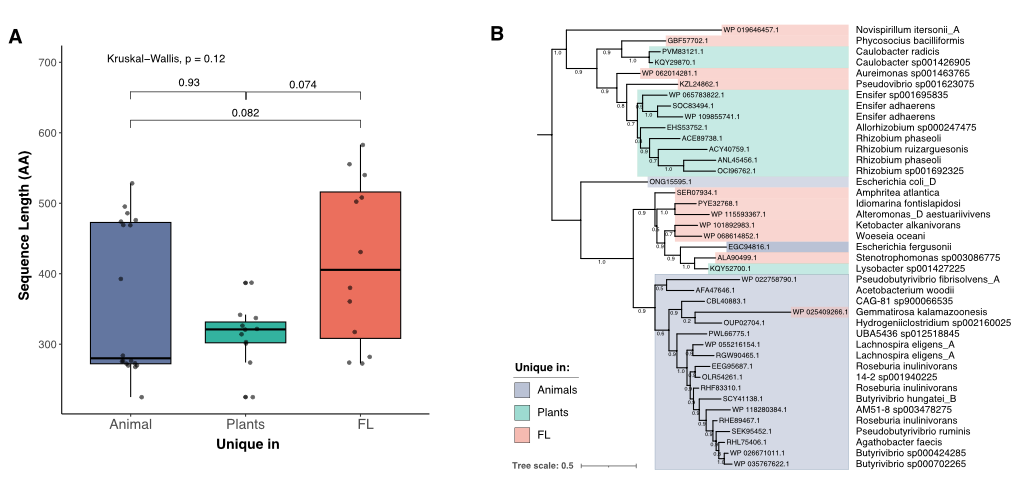 A
Kruskal−Wallis, p = 0.12
0.93
0.074
0.082
700
600
500
400
300
Sequence Length (AA)
Animal
Plants
FL
Unique in
B
WP 019646457.1 Novispirillum itersonii_A
GBF57702.1 Phycosocius bacilliformis
PVM83121.1 Caulobacter radicis
KQY29870.1 Caulobacter sp001426905
WP 062014281.1 Aureimonas sp001463765
KZL24862.1 Pseudovibrio sp001623075
WP 065783822.1 Ensifer sp001695835
SOC83494.1 Ensifer adhaerens
WP 109855741.1 Ensifer adhaerens
EHS53752.1 Allorhizobium sp000247475
ACE89738.1 Rhizobium phaseoli
ACY40759.1 Rhizobium ruizarguesonis
ANL45456.1 Rhizobium phaseoli
OCI96762.1 Rhizobium sp001692325
ONG15595.1 Escherichia coli_D
SER07934.1 Amphritea atlantica
PYE32768.1 Idiomarina fontislapidosi
WP 115593367.1 Alteromonas_D aestuariivivens
WP 101892983.1 Ketobacter alkanivorans
WP 068614852.1 Woeseia oceani
EGC94816.1 Escherichia fergusonii
ALA90499.1 Stenotrophomonas sp003086775
KQY52700.1 Lysobacter sp001427225
WP 022758790.1 Pseudobutyrivibrio fibrisolvens_A
AFA47646.1 Acetobacterium woodii
CBL40883.1 CAG-81 sp900066535
WP 025409266.1 Gemmatirosa kalamazoonesis
OUP02704.1 Hydrogeniiclostridium sp002160025
PWL66775.1 UBA5436 sp012518845
WP 055216154.1 Lachnospira eligens_A
RGW90465.1 Lachnospira eligens_A
EEG95687.1 Roseburia inulinivorans
OLR54261.1 14-2 sp001940225
RHF83310.1 Roseburia inulinivorans
SCY41138.1 Butyrivibrio hungatei_B
WP 118280384.1 AM51-8 sp003478275
RHE89467.1 Roseburia inulinivorans
SEK95452.1 Pseudobutyrivibrio ruminis
RHL75406.1 Agathobacter faecis
WP 026671011.1 Butyrivibrio sp000424285
WP 035767622.1 Butyrivibrio sp000702265
Unique in:
Animals
Plants
FL
Tree scale: 0.5